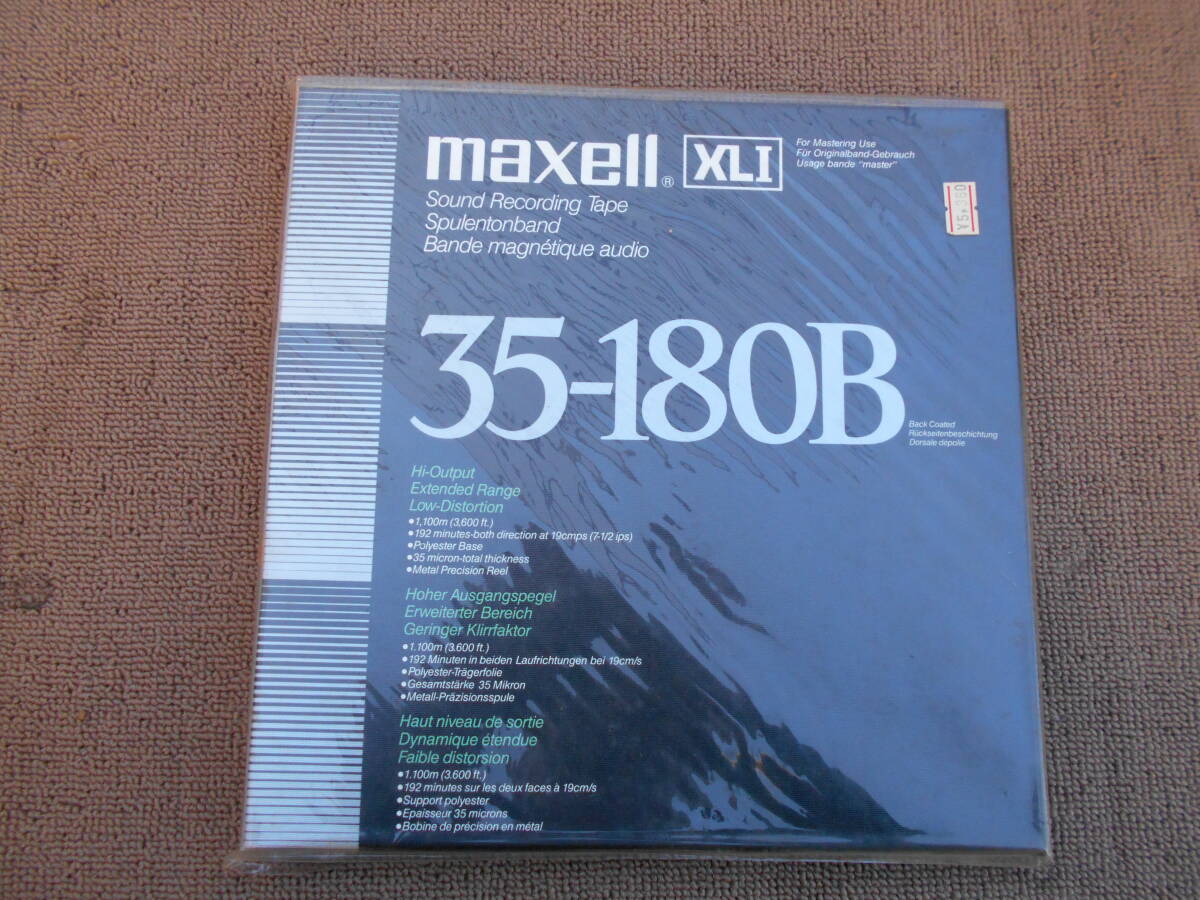 maxell® XLI
For Mastering Use
Für Originalband-Gebrauch
Usage bande "master"
Sound Recording Tape
Spulentonband
Bande magnétique audio
¥5,380
35-180B
Back Coated
Rückseitenbeschichtung
Dorsale dépolie
Hi-Output
Extended Range
Low-Distortion
•1,100m (3,600 ft.)
•192 minutes-both direction at 19cmps (7-1/2 ips)
•Polyester Base
•35 micron-total thickness
•Metal Precision Reel
Hoher Ausgangspegel
Erweiterter Bereich
Geringer Klirrfaktor
•1.100m (3.600 ft.)
•192 Minuten in beiden Laufrichtungen bei 19cm/s
•Polyester-Trägerfolie
•Gesamtstärke 35 Mikron
•Metall-Präzisionsspule
Haut niveau de sortie
Dynamique étendue
Faible distorsion
•1.100m (3.600 ft.)
•192 minutes sur les deux faces à 19cm/s
•Support polyester
•Epaisseur 35 microns
•Bobine de précision en métal